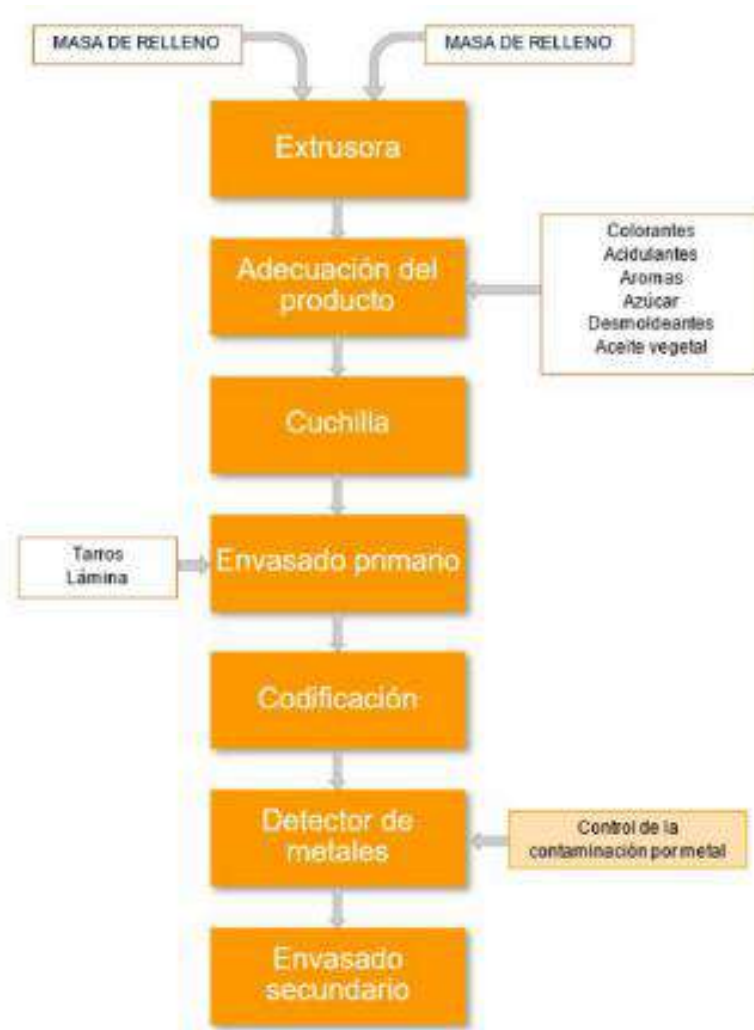 MASA DE RELLENO
MASA DE RELLENO
Extrusora
Adecuación del
producto
Colorantes
Acidulantes
Aromas
Azúcar
Desmoldeantes
Aceite vegetal
Cuchilla
Tarros
Lámina
Envasado primario
Codificación
Detector de
metales
Control de la
contaminación por metal
Envasado
secundario